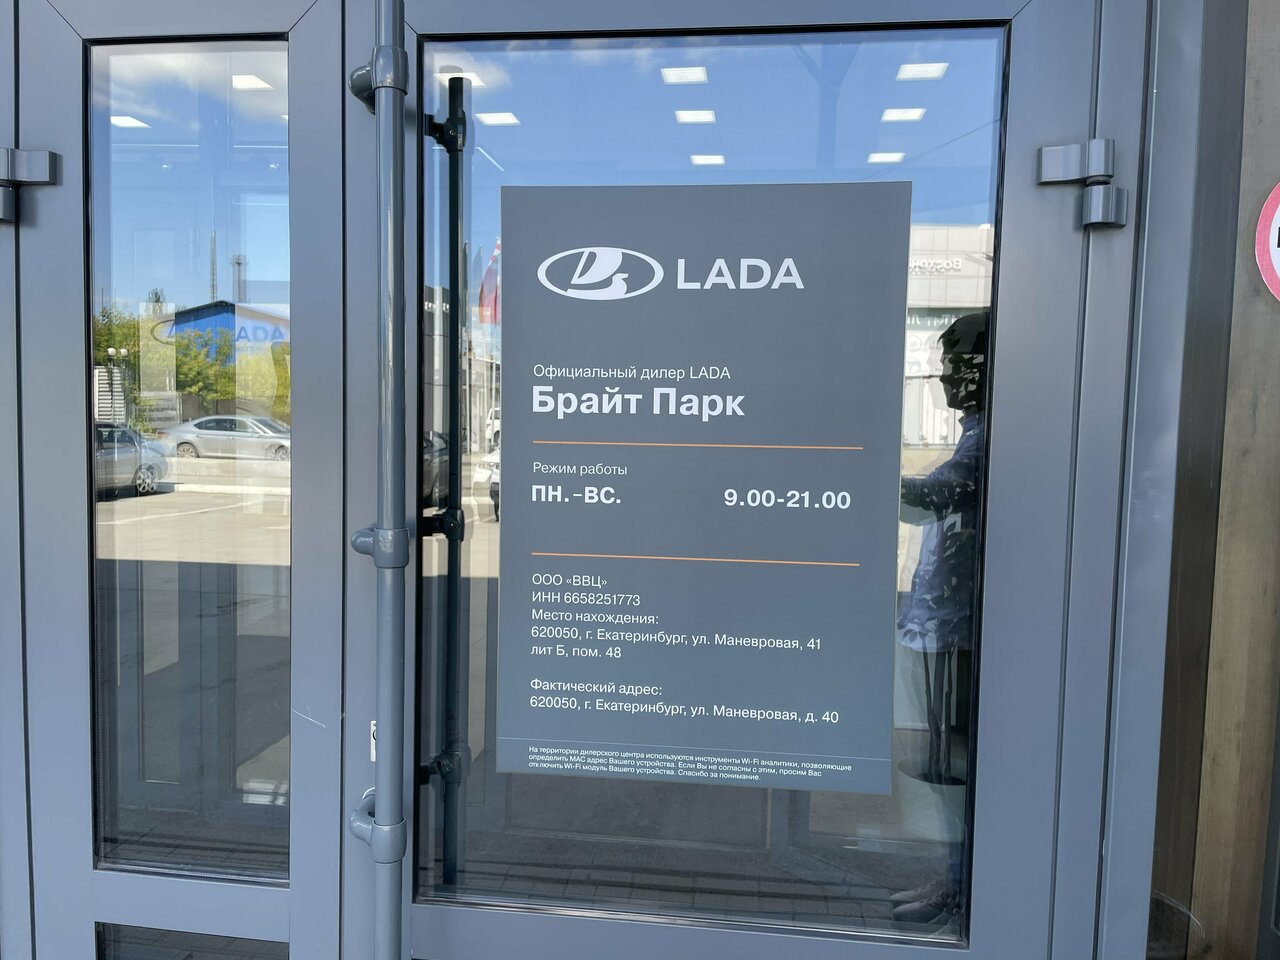 LADA
Официальный дилер LADA
Брайт Парк
Режим работы
ПН.-ВС. 9.00-21.00
ООО «ВВЦ»
ИНН 6658251773
Место нахождения:
620050, г. Екатеринбург, ул. Маневровая, 41
лит Б, пом. 48
Фактический адрес:
620050, г. Екатеринбург, ул. Маневровая, д. 40
На территории дилерского центра используются инструменты Wi-Fi аналитики, позволяющие
определить MAC адрес Вашего устройства. Если Вы не согласны с этим, просим Вас
отключить Wi-Fi модуль Вашего устройства. Спасибо за понимание.